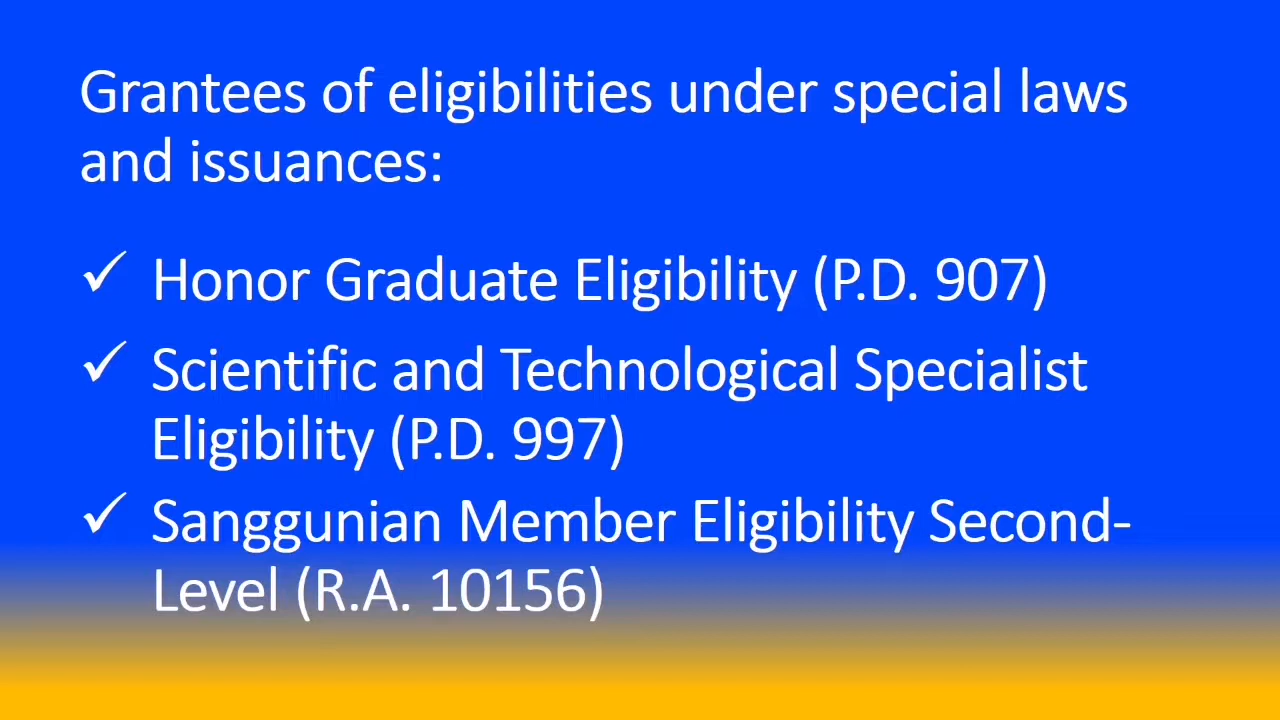 Grantees of eligibilities under special laws
and issuances:
✓ Honor Graduate Eligibility (P.D. 907)
✓ Scientific and Technological Specialist
Eligibility (P.D. 997)
✓ Sanggunian Member Eligibility Second-
Level (R.A. 10156)